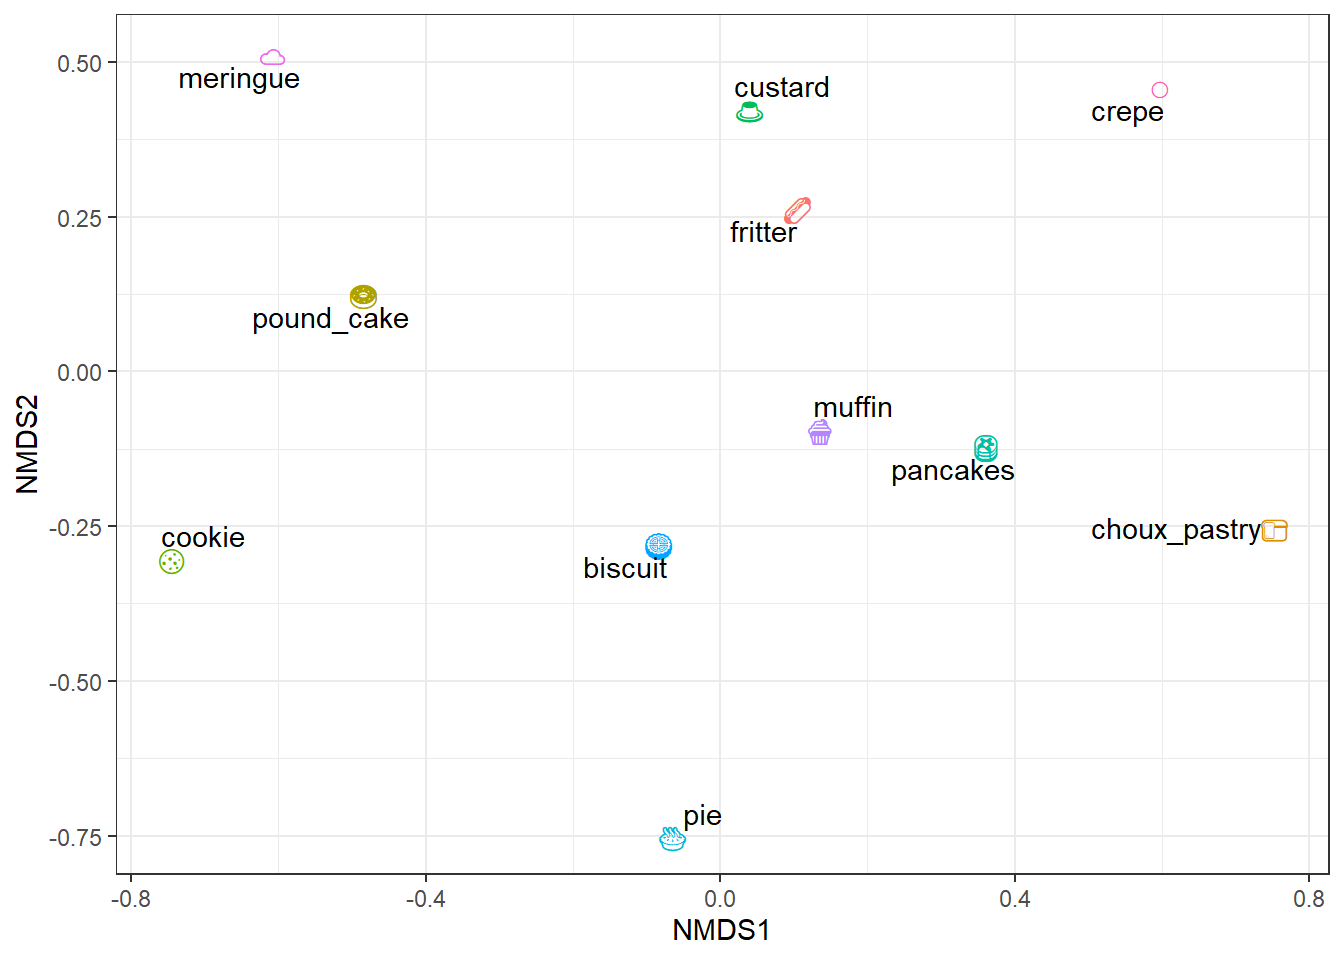 0.50
0.25
0.00
-0.25
-0.50
-0.75
NMDS2
meringue
custard
crepe
fritter
pound_cake
muffin
pancakes
choux_pastry
cookie
biscuit
pie
-0.8
-0.4
0.0
0.4
0.8
NMDS1